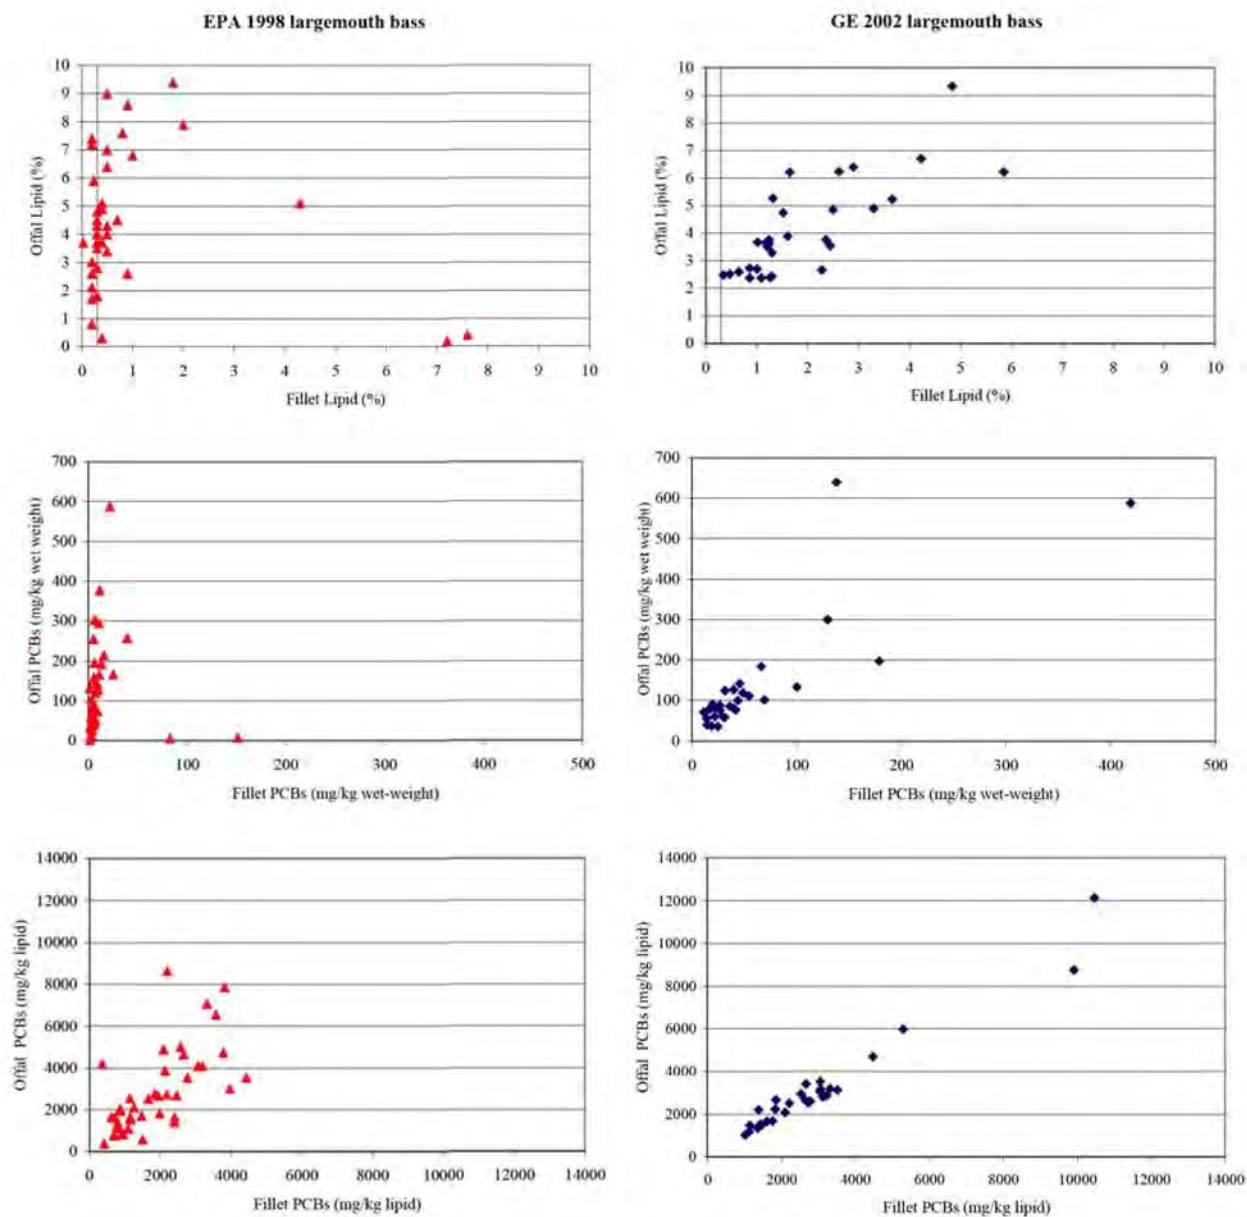 EPA 1998 largemouth bass
GE 2002 largemouth bass
Offal Lipid (%)
10
9
8
7
6
5
4
3
2
1
0
0 1 2 3 4 5 6 7 8 9 10
Fillet Lipid (%)
Offal Lipid (%)
10
9
8
7
6
5
4
3
2
1
0
0 1 2 3 4 5 6 7 8 9 10
Fillet Lipid (%)
Offal PCBs (mg/kg wet weight)
700
600
500
400
300
200
100
0
0 100 200 300 400 500
Fillet PCBs (mg/kg wet-weight)
Offal PCBs (mg/kg wet weight)
700
600
500
400
300
200
100
0
0 100 200 300 400 500
Fillet PCBs (mg/kg wet-weight)
Offal PCBs (mg/kg lipid)
14000
12000
10000
8000
6000
4000
2000
0
0 2000 4000 6000 8000 10000 12000 14000
Fillet PCBs (mg/kg lipid)
Offal PCBs (mg/kg lipid)
14000
12000
10000
8000
6000
4000
2000
0
0 2000 4000 6000 8000 10000 12000 14000
Fillet PCBs (mg/kg lipid)